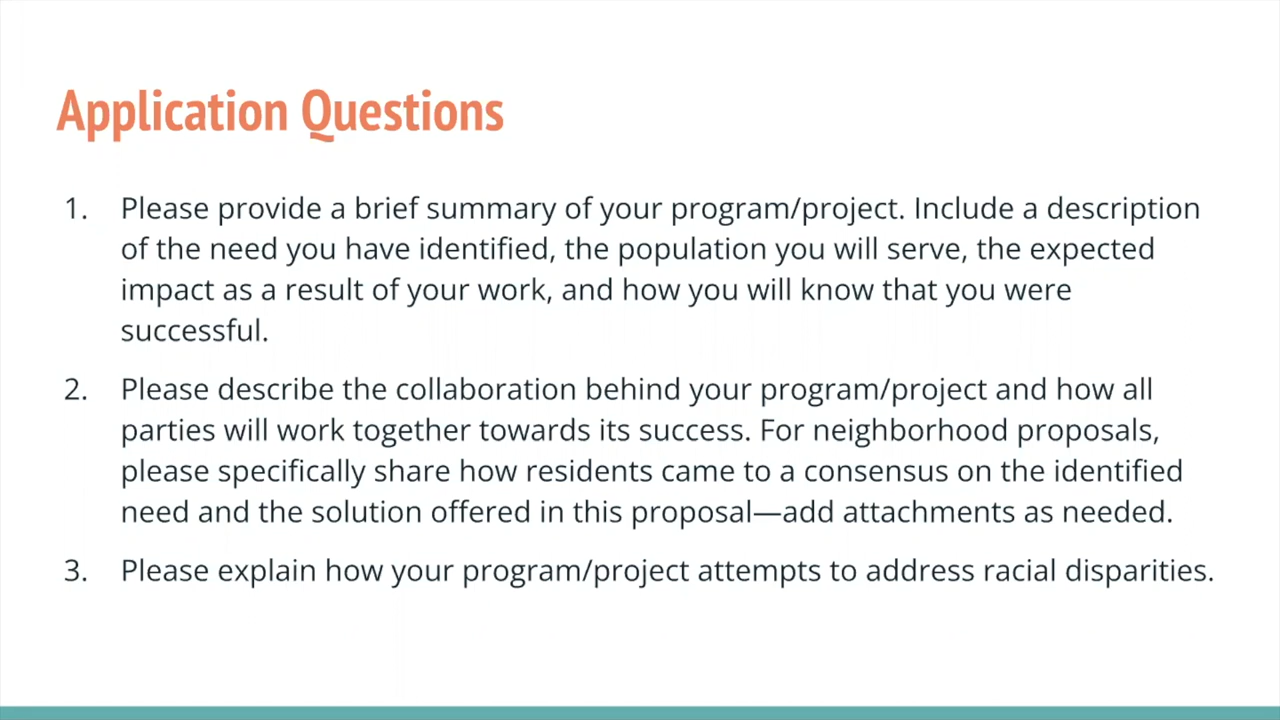 Application Questions
1. Please provide a brief summary of your program/project. Include a description
of the need you have identified, the population you will serve, the expected
impact as a result of your work, and how you will know that you were
successful.
2. Please describe the collaboration behind your program/project and how all
parties will work together towards its success. For neighborhood proposals,
please specifically share how residents came to a consensus on the identified
need and the solution offered in this proposal—add attachments as needed.
3. Please explain how your program/project attempts to address racial disparities.